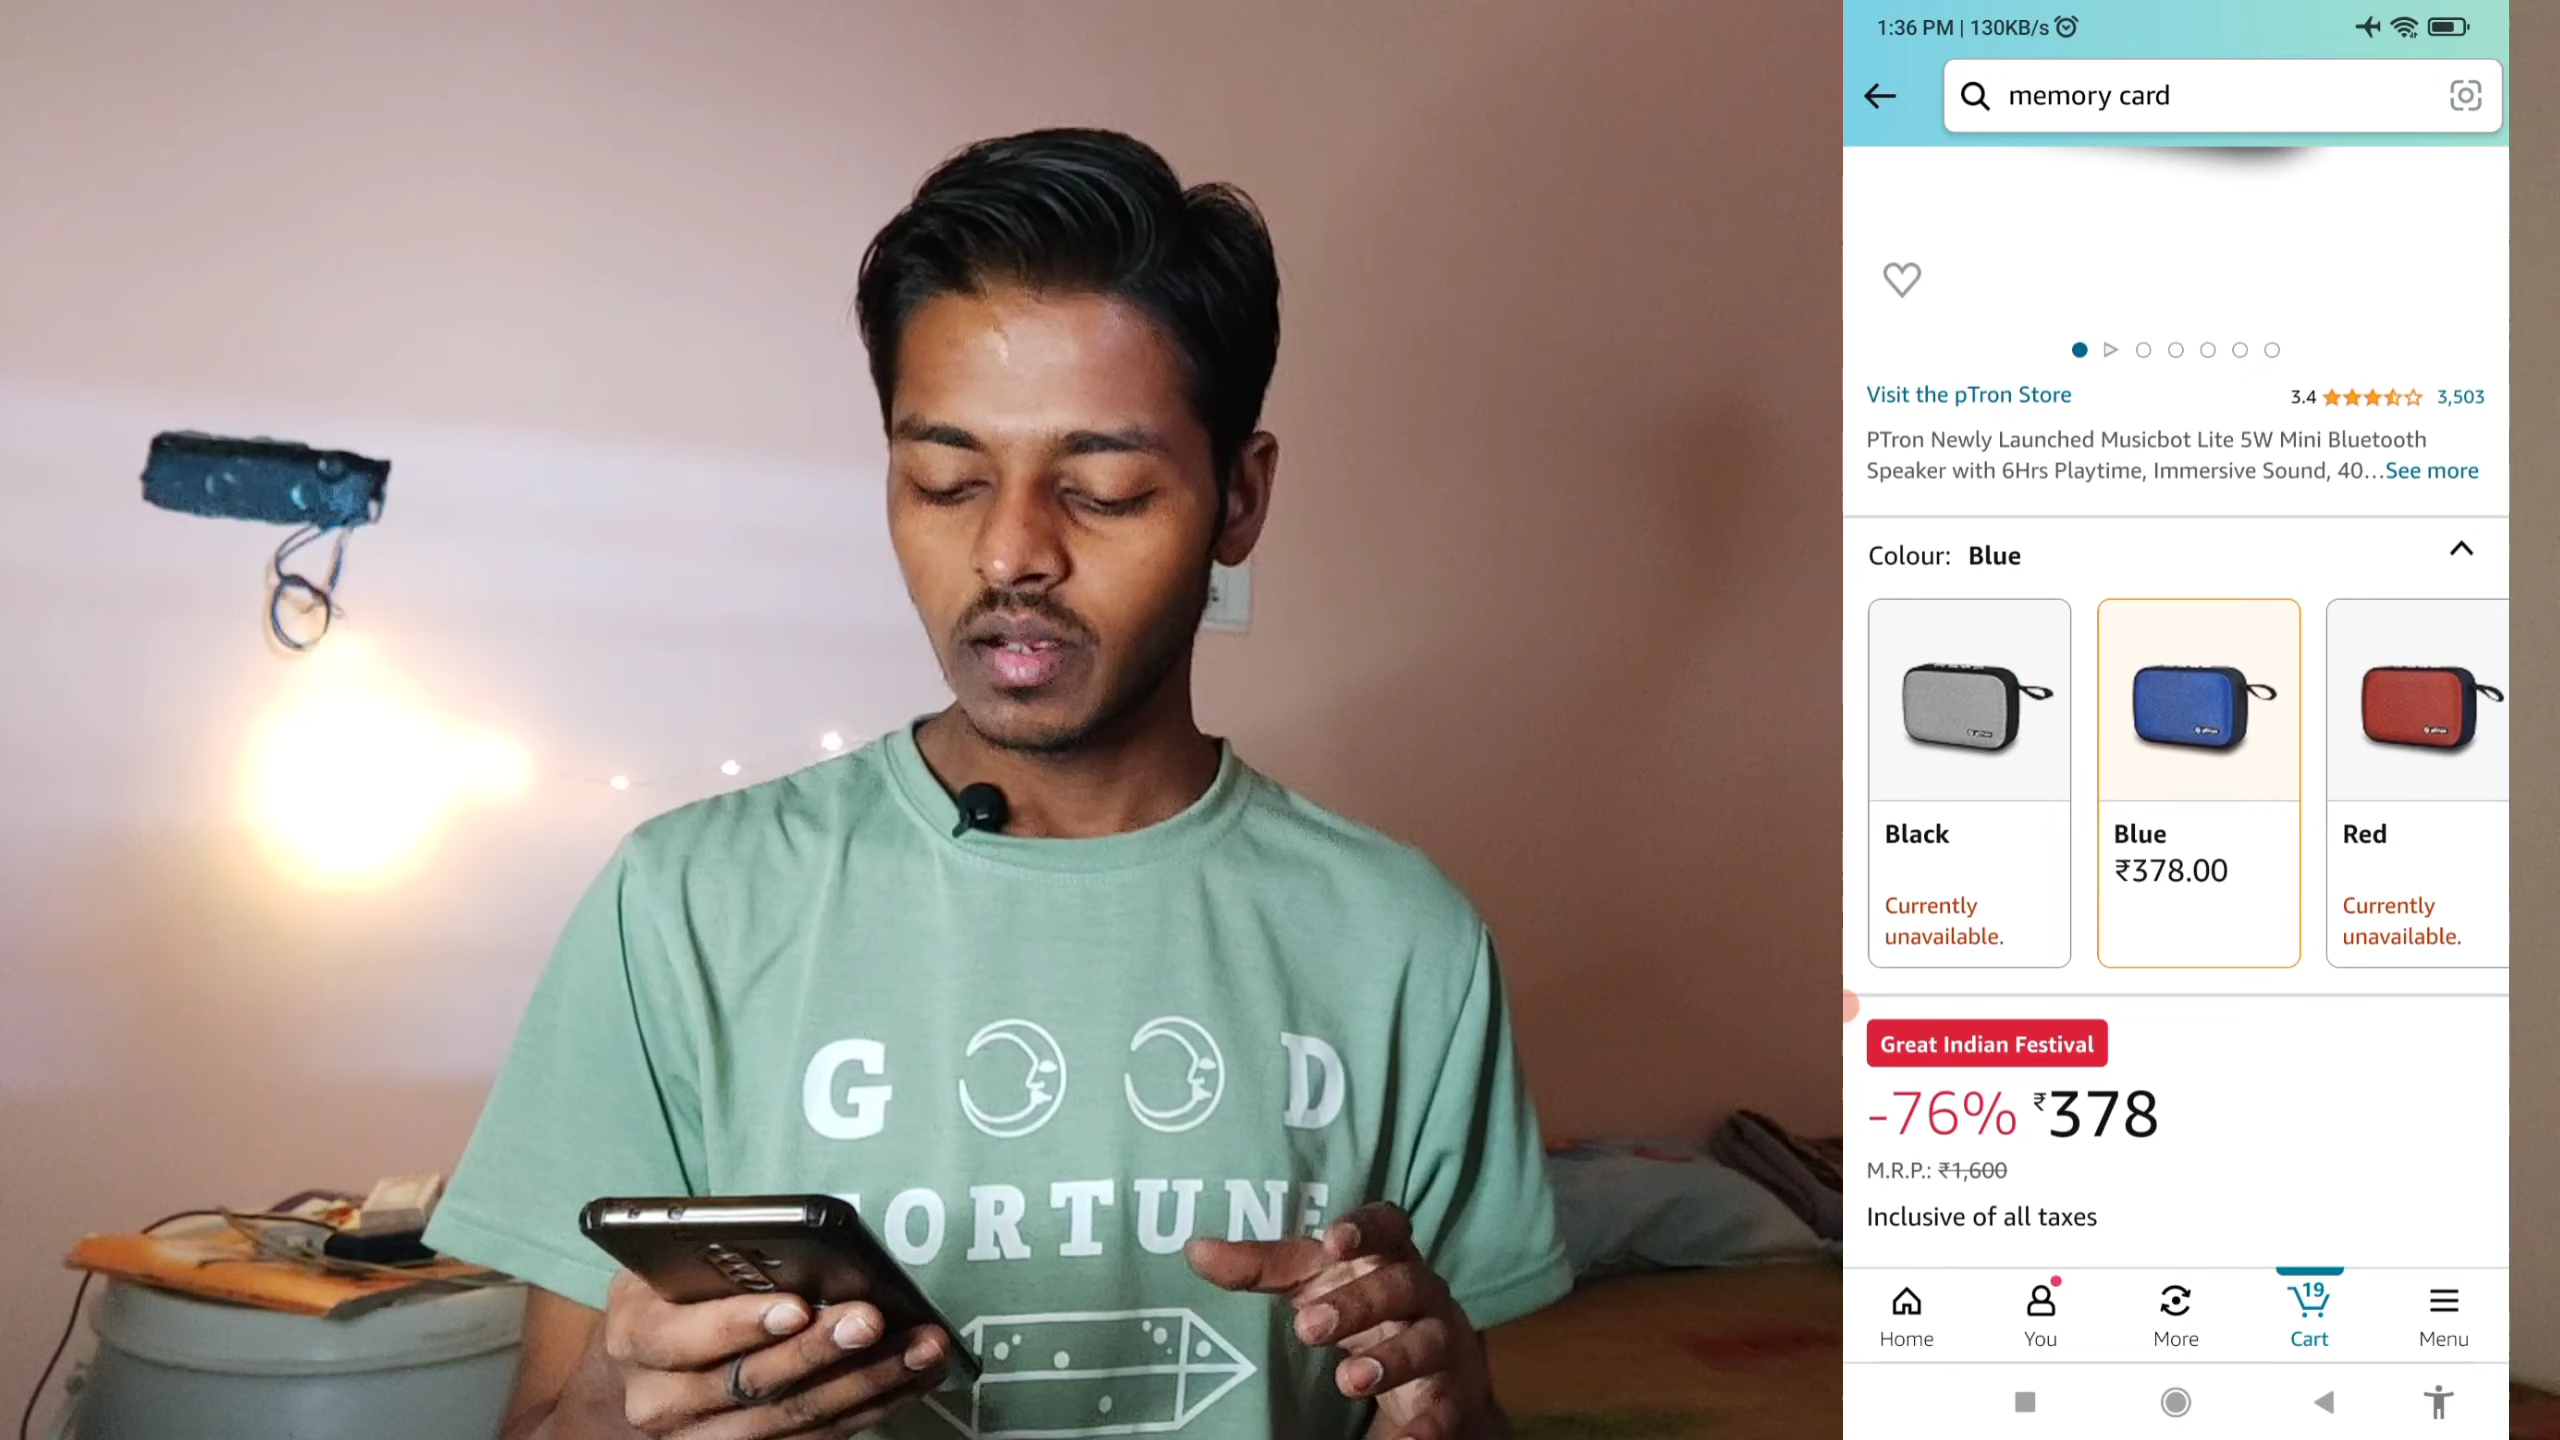 1:36 PM | 130KB/s
memory card
Visit the pTron Store
3.4 3,503
PTron Newly Launched Musicbot Lite 5W Mini Bluetooth
Speaker with 6Hrs Playtime, Immersive Sound, 40...See more
Colour: Blue
Black
Currently
unavailable.
Blue
₹378.00
Red
Currently
unavailable.
Great Indian Festival
-76% ₹378
M.R.P.: ₹1,600
Inclusive of all taxes
Home
You
More
19
Cart
Menu
G D
ORTUNE